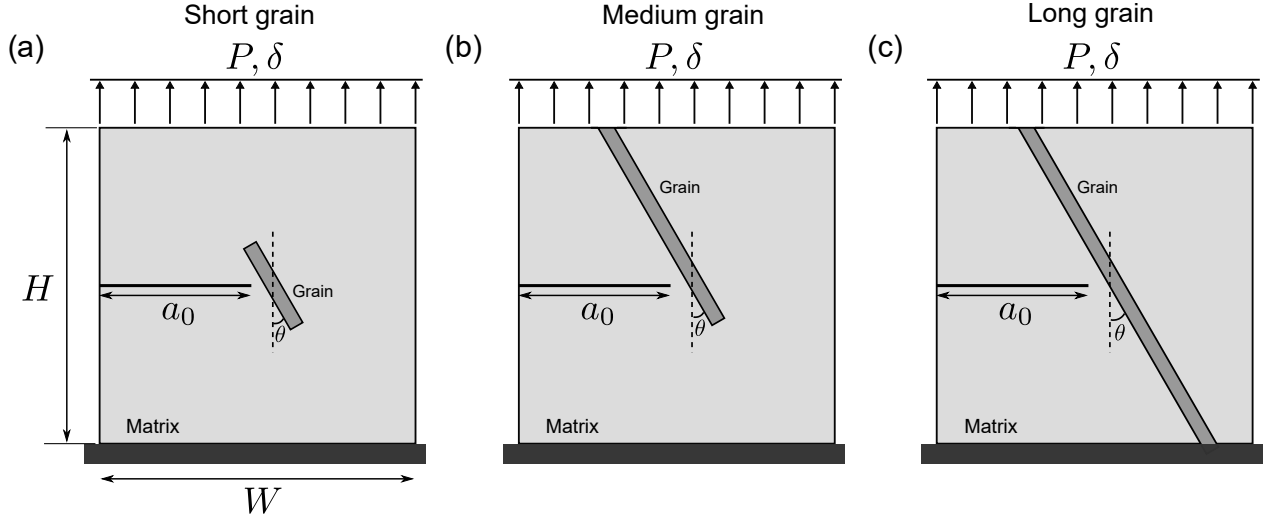 Short grain
(a)
P, δ
H
Grain
a₀
θ
Matrix
W
Medium grain
(b)
P, δ
Grain
a₀
θ
Matrix
Long grain
(c)
P, δ
Grain
a₀
θ
Matrix